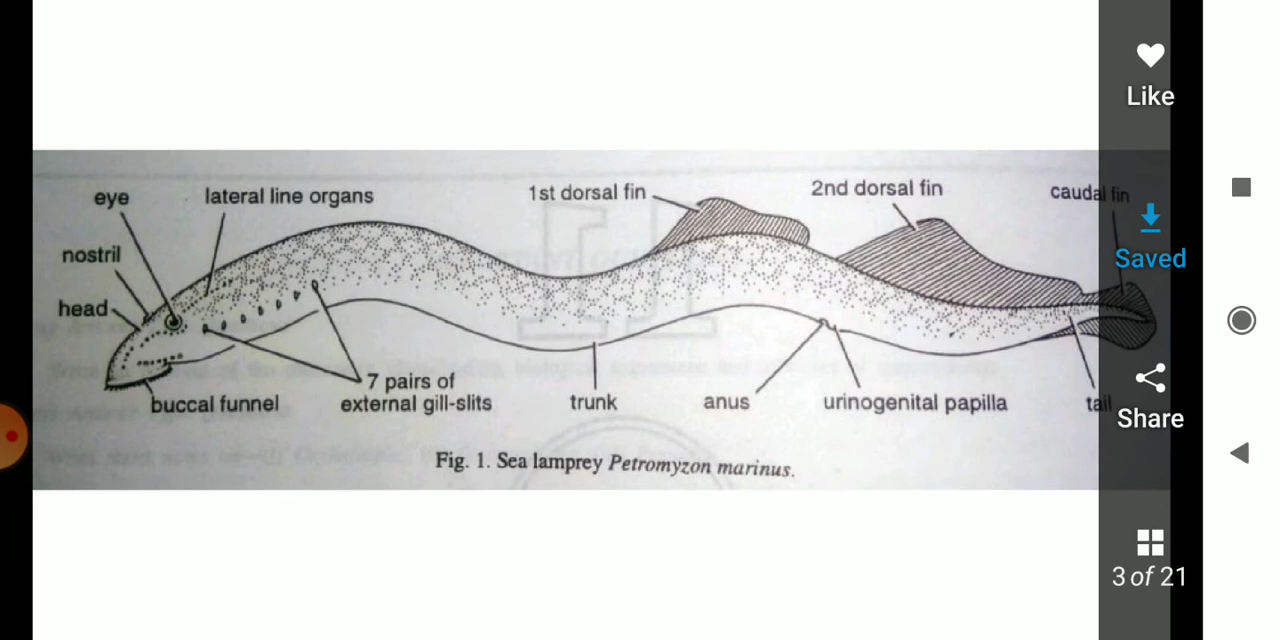 eye
lateral line organs
1st dorsal fin
2nd dorsal fin
caudal fin
nostril
head
7 pairs of
external gill-slits
buccal funnel
trunk
anus
urinogenital papilla
tail
Fig. 1. Sea lamprey Petromyzon marinus.
Like
Saved
Share
3 of 21